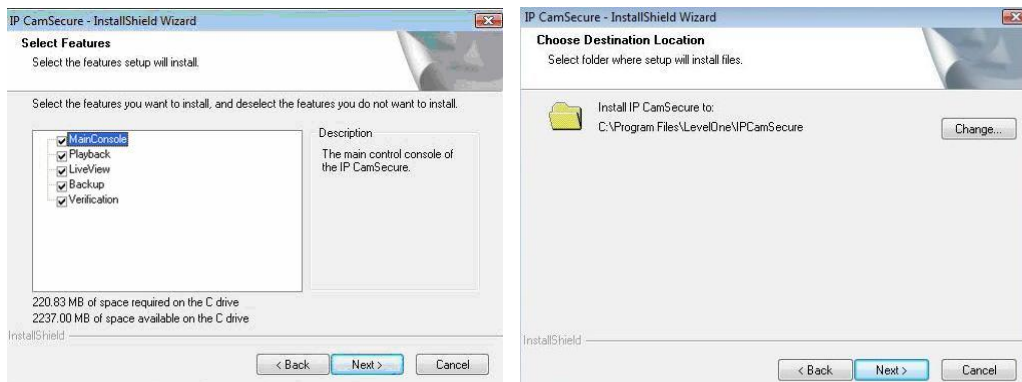 IP CamSecure - InstallShield Wizard
Select Features
Select the features setup will install.
Select the features you want to install, and deselect the features you do not want to install.
MainConsole
Playback
LiveView
Backup
Verification
Description
The main control console of
the IP CamSecure.
220.83 MB of space required on the C drive
2237.00 MB of space available on the C drive
InstallShield
< Back
Next >
Cancel
IP CamSecure - InstallShield Wizard
Choose Destination Location
Select folder where setup will install files.
Install IP CamSecure to:
C:\Program Files\LevelOne\IPCamSecure
Change...
InstallShield
< Back
Next >
Cancel